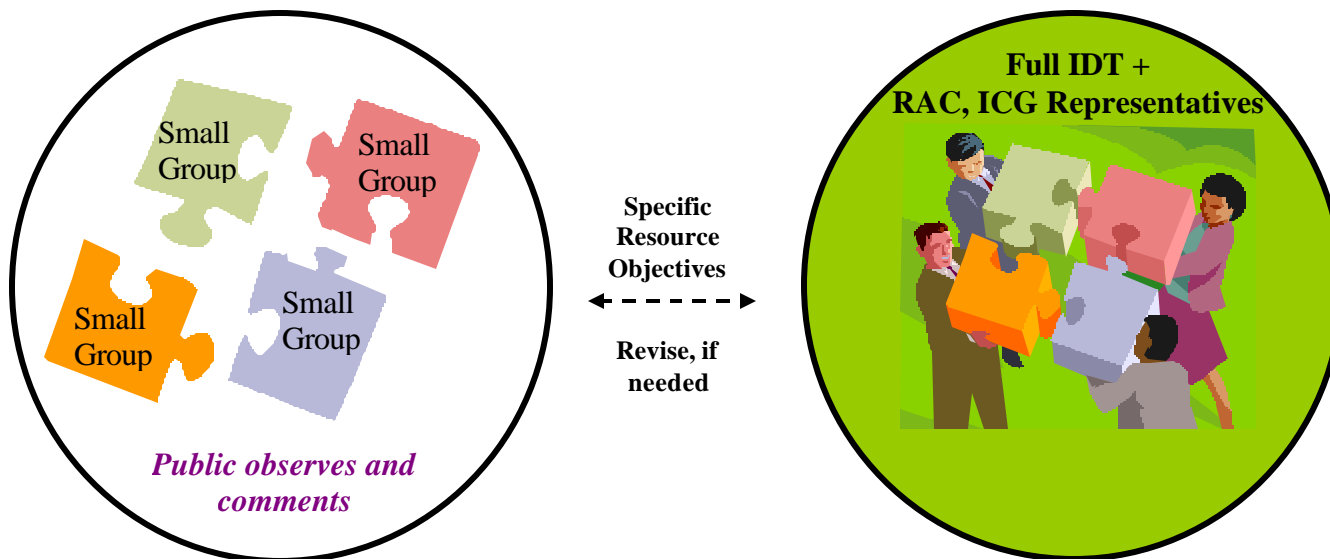 Small
Group
Small
Group
Small
Group
Small
Group
Public observes and
comments
Specific
Resource
Objectives
Revise, if
needed
Full IDT +
RAC, ICG Representatives